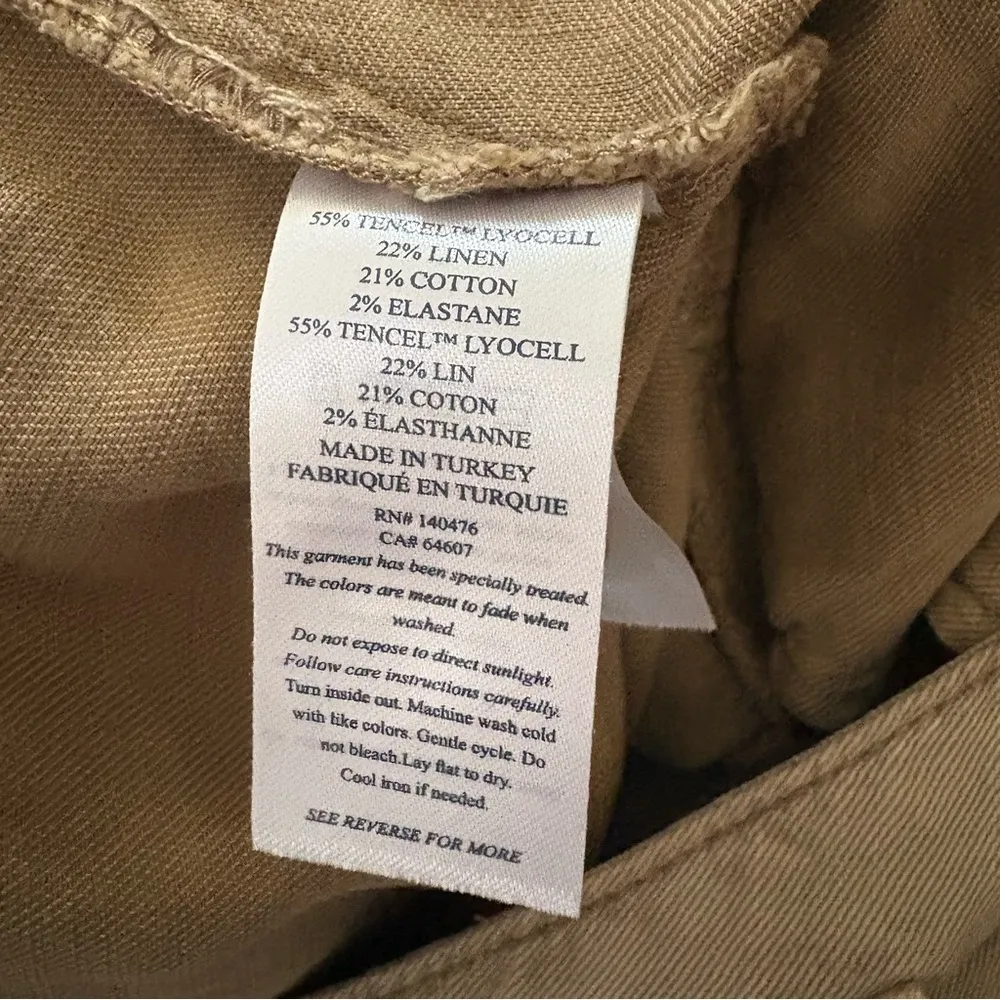 55% TENCEL™ LYOCELL
22% LINEN
21% COTTON
2% ELASTANE
55% TENCEL™ LYOCELL
22% LIN
21% COTON
2% ÉLASTHANNE
MADE IN TURKEY
FABRIQUÉ EN TURQUIE
RN# 140476
CA# 64607
This garment has been specially treated.
The colors are meant to fade when
washed.
Do not expose to direct sunlight.
Follow care instructions carefully.
Turn inside out. Machine wash cold
with like colors. Gentle cycle. Do
not bleach.Lay flat to dry.
Cool iron if needed.
SEE REVERSE FOR MORE